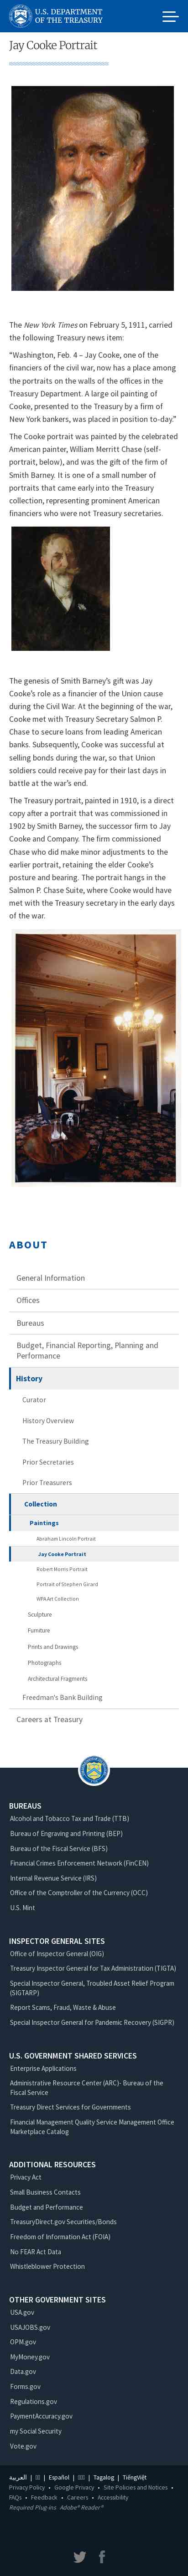 U.S. DEPARTMENT
OF THE TREASURY
Jay Cooke Portrait
The New York Times on February 5, 1911, carried
the following Treasury news item:
“Washington, Feb. 4 – Jay Cooke, one of the
financiers of the civil war, now has a place among
the portraits on the walls of the offices in the
Treasury Department. A large oil painting of
Cooke, presented to the Treasury by a firm of
New York bankers, was placed in position to-day.”
The Cooke portrait was painted by the celebrated
American painter, William Merritt Chase (self-
portrait, below), and was the gift of the firm of
Smith Barney. It is one of a small number of
portraits that came into the Treasury
collection, representing prominent American
financiers who were not Treasury secretaries.
The genesis of Smith Barney’s gift was Jay
Cooke’s role as a financier of the Union cause
during the Civil War. At the beginning of the war,
Cooke met with Treasury Secretary Salmon P.
Chase to secure loans from leading American
banks. Subsequently, Cooke was successful at
selling bonds during the war, so that Union
soldiers could receive pay for their last days in
battle at the war’s end.
The Treasury portrait, painted in 1910, is a direct
copy after a portrait that was commissioned in
1902 by Smith Barney, the successor firm to Jay
Cooke and Company. The firm commissioned
Chase who did make minor adjustments to the
earlier portrait, retaining the elder Cooke’s
posture and bearing. The portrait hangs in the
Salmon P. Chase Suite, where Cooke would have
met with the Treasury secretary in the early days
of the war.
ABOUT
General Information
Offices
Bureaus
Budget, Financial Reporting, Planning and
Performance
History
Curator
History Overview
The Treasury Building
Prior Secretaries
Prior Treasurers
Collection
Paintings
Abraham Lincoln Portrait
Jay Cooke Portrait
Robert Morris Portrait
Portrait of Stephen Girard
WPA Art Collection
Sculpture
Furniture
Prints and Drawings
Photographs
Architectural Fragments
Freedman's Bank Building
Careers at Treasury
BUREAUS
Alcohol and Tobacco Tax and Trade (TTB)
Bureau of Engraving and Printing (BEP)
Bureau of the Fiscal Service (BFS)
Financial Crimes Enforcement Network (FinCEN)
Internal Revenue Service (IRS)
Office of the Comptroller of the Currency (OCC)
U.S. Mint
INSPECTOR GENERAL SITES
Office of Inspector General (OIG)
Treasury Inspector General for Tax Administration (TIGTA)
Special Inspector General, Troubled Asset Relief Program
(SIGTARP)
Report Scams, Fraud, Waste & Abuse
Special Inspector General for Pandemic Recovery (SIGPR)
U.S. GOVERNMENT SHARED SERVICES
Enterprise Applications
Administrative Resource Center (ARC)- Bureau of the
Fiscal Service
Treasury Direct Services for Governments
Financial Management Quality Service Management Office
Marketplace Catalog
ADDITIONAL RESOURCES
Privacy Act
Small Business Contacts
Budget and Performance
TreasuryDirect.gov Securities/Bonds
Freedom of Information Act (FOIA)
No FEAR Act Data
Whistleblower Protection
OTHER GOVERNMENT SITES
USA.gov
USAJOBS.gov
OPM.gov
MyMoney.gov
Data.gov
Forms.gov
Regulations.gov
PaymentAccuracy.gov
my Social Security
Vote.gov
العربية | | Español | | Tagalog | TiếngViệt
Privacy Policy • Google Privacy • Site Policies and Notices •
FAQs • Feedback • Careers • Accessibility
Required Plug-ins Adobe® Reader®